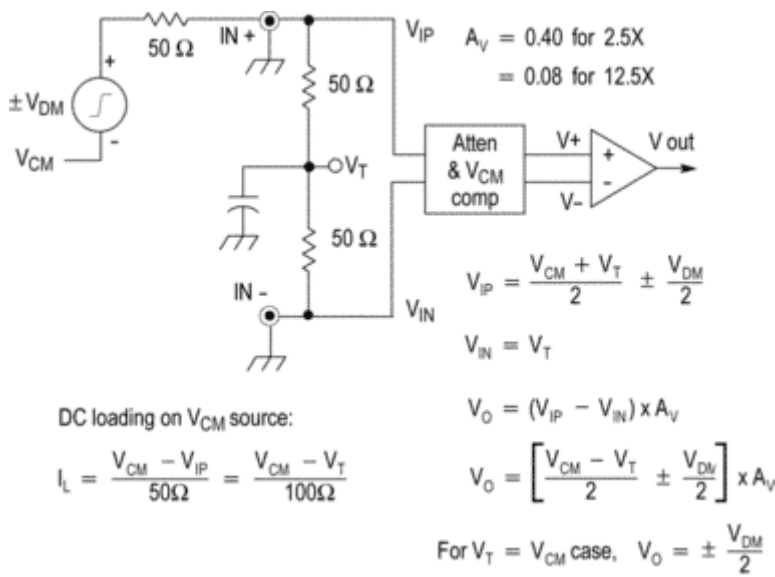 50 Ω
IN +
V_IP
A_V = 0.40 for 2.5X
= 0.08 for 12.5X
+
± V_DM
50 Ω
-
V_CM
V_T
Atten
& V_CM
comp
V+
V–
+
-
V out
50 Ω
IN -
V_IN
V_IP = (V_CM + V_T)/2 ± V_DM/2
V_IN = V_T
DC loading on V_CM source:
V_O = (V_IP − V_IN) x A_V
I_L = (V_CM − V_IP)/50Ω = (V_CM − V_T)/100Ω
V_O = [(V_CM − V_T)/2 ± V_DM/2] x A_V
For V_T = V_CM case, V_O = ± V_DM/2